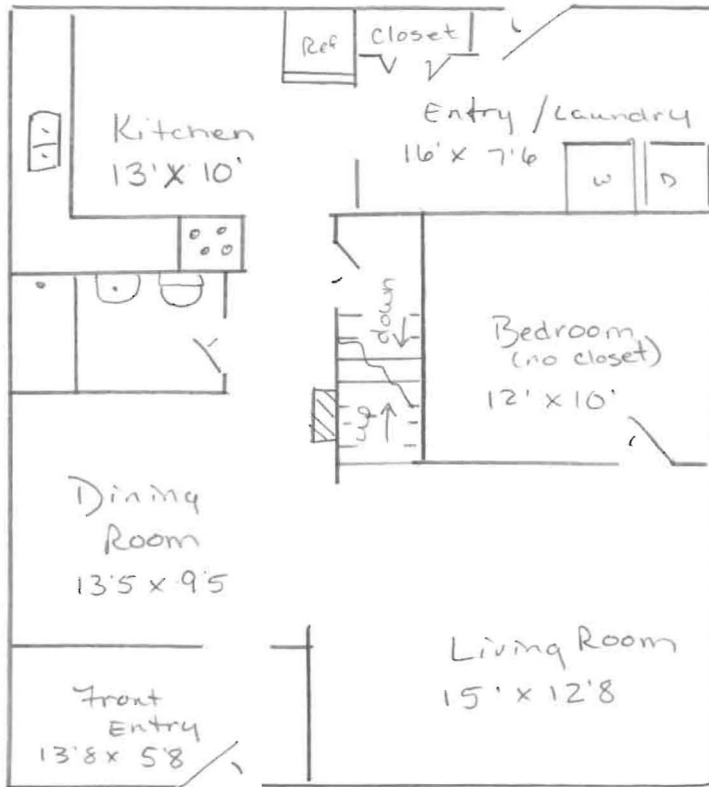 Ref
Closet
Kitchen
13' X 10'
Entry / Laundry
16' x 7'6
W
D
down
up
Bedroom
(no closet)
12' x 10'
Dining
Room
13'5 x 9'5
Living Room
15' x 12'8
Front
Entry
13'8 x 5'8